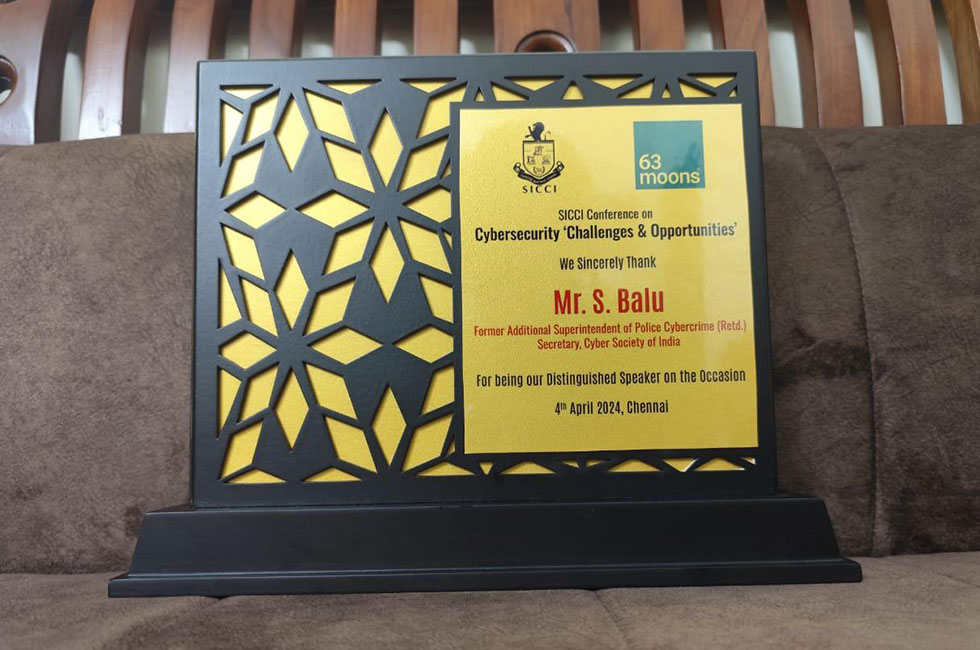 SICCI
63
moons
SICCI Conference on
Cybersecurity ‘Challenges & Opportunities’
We Sincerely Thank
Mr. S. Balu
Former Additional Superintendent of Police Cybercrime (Retd.)
Secretary, Cyber Society of India
For being our Distinguished Speaker on the Occasion
4th April 2024, Chennai